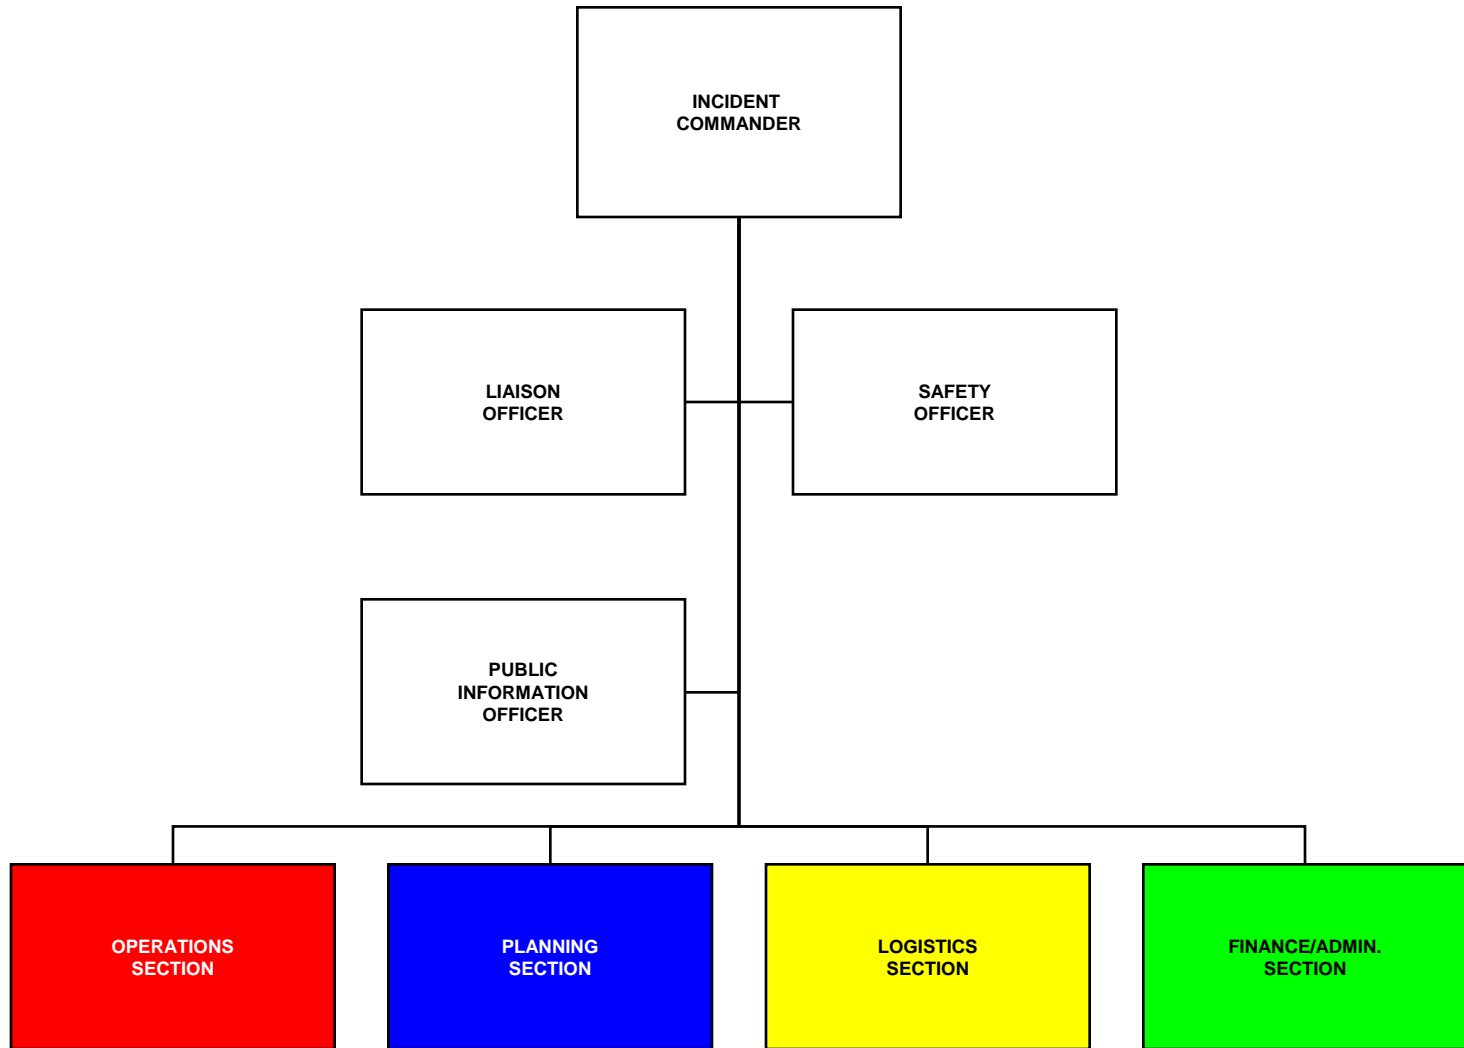 INCIDENT
COMMANDER
LIAISON
OFFICER
SAFETY
OFFICER
PUBLIC
INFORMATION
OFFICER
OPERATIONS
SECTION
PLANNING
SECTION
LOGISTICS
SECTION
FINANCE/ADMIN.
SECTION